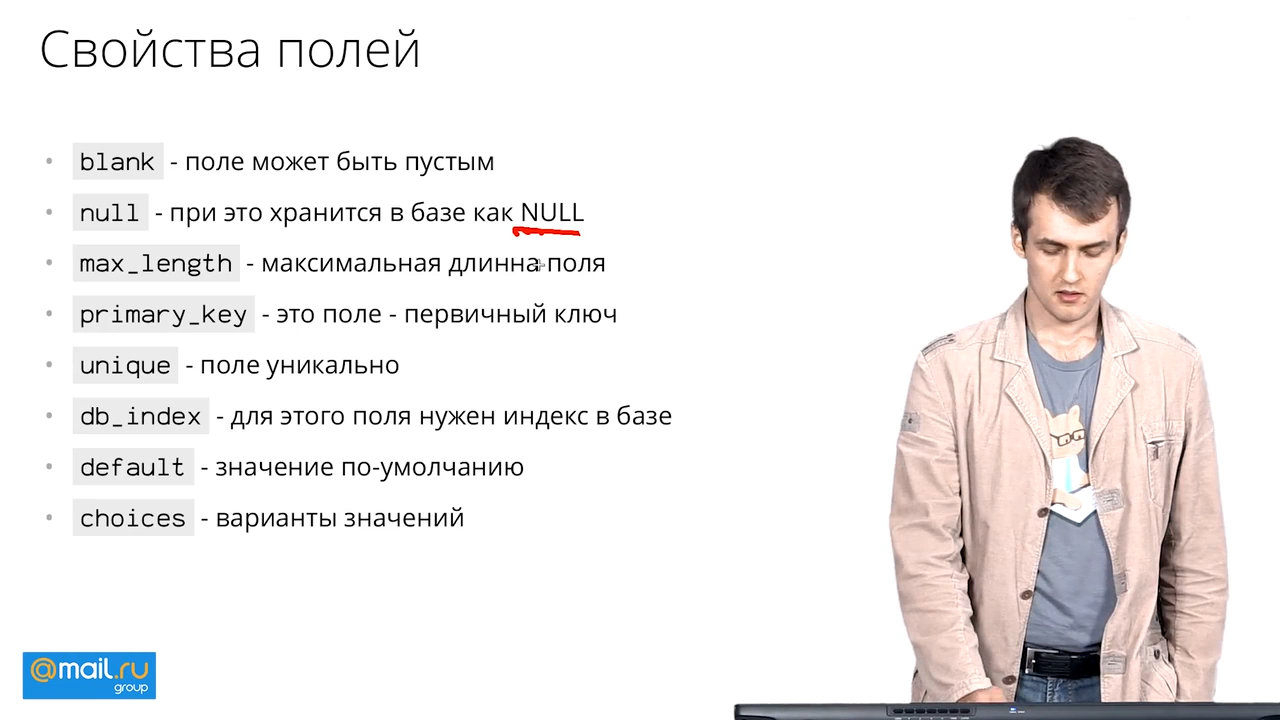 Свойства полей
blank - поле может быть пустым
null - при это хранится в базе как NULL
max_length - максимальная длинна поля
primary_key - это поле - первичный ключ
unique - поле уникально
db_index - для этого поля нужен индекс в базе
default - значение по-умолчанию
choices - варианты значений
@mail.ru
group